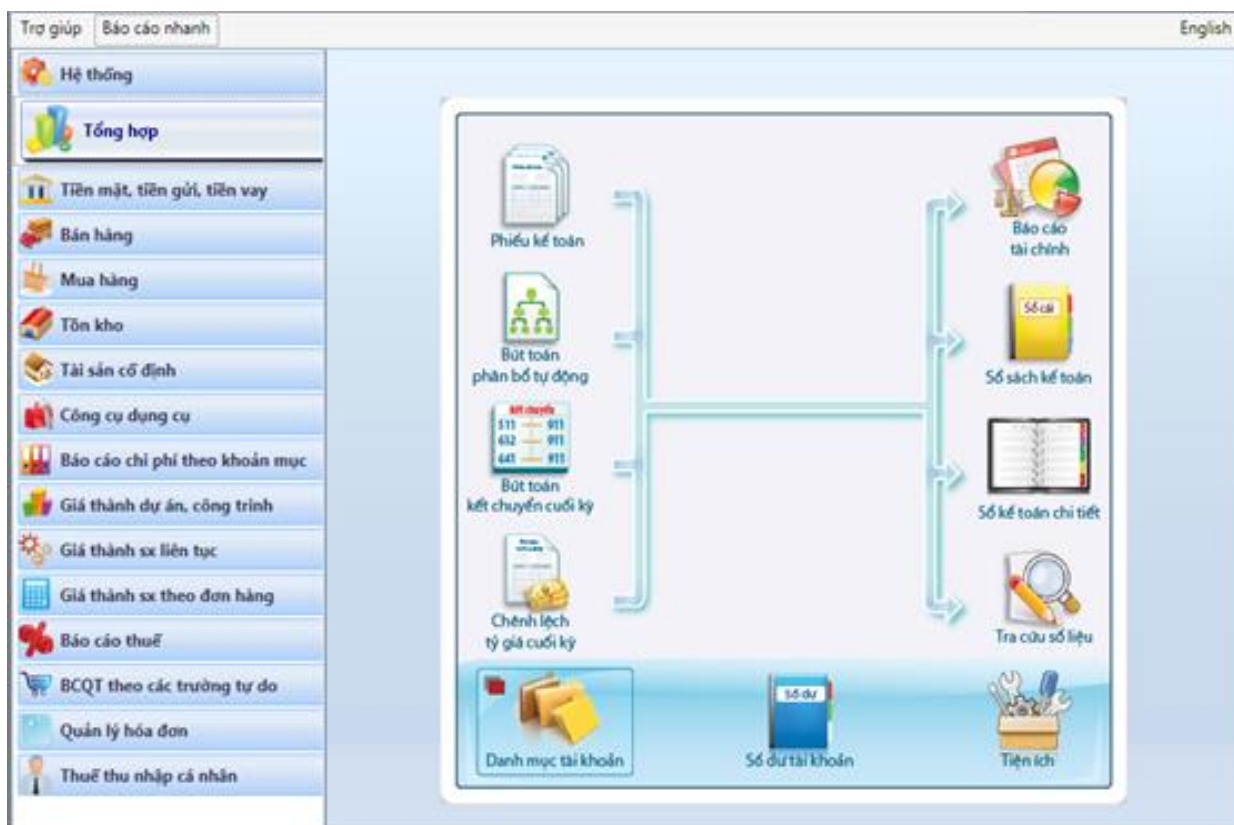 Trợ giúp Báo cáo nhanh English
Hệ thống
Tổng hợp
Tiền mặt, tiền gửi, tiền vay
Bán hàng
Mua hàng
Tồn kho
Tài sản cố định
Công cụ dụng cụ
Báo cáo chi phí theo khoản mục
Giá thành dự án, công trình
Giá thành sx liên tục
Giá thành sx theo đơn hàng
Báo cáo thuế
BCQT theo các trường tự do
Quản lý hóa đơn
Thuế thu nhập cá nhân
Phiếu kế toán
Bút toán
phân bổ tự động
Kết chuyển
511 911
632 911
641 911
Bút toán
kết chuyển cuối kỳ
Chênh lệch
tỷ giá cuối kỳ
Báo cáo
tài chính
Sổ cái
Sổ sách kế toán
Sổ kế toán chi tiết
Tra cứu số liệu
Danh mục tài khoản
Số dư
Số dư tài khoản
Tiện ích